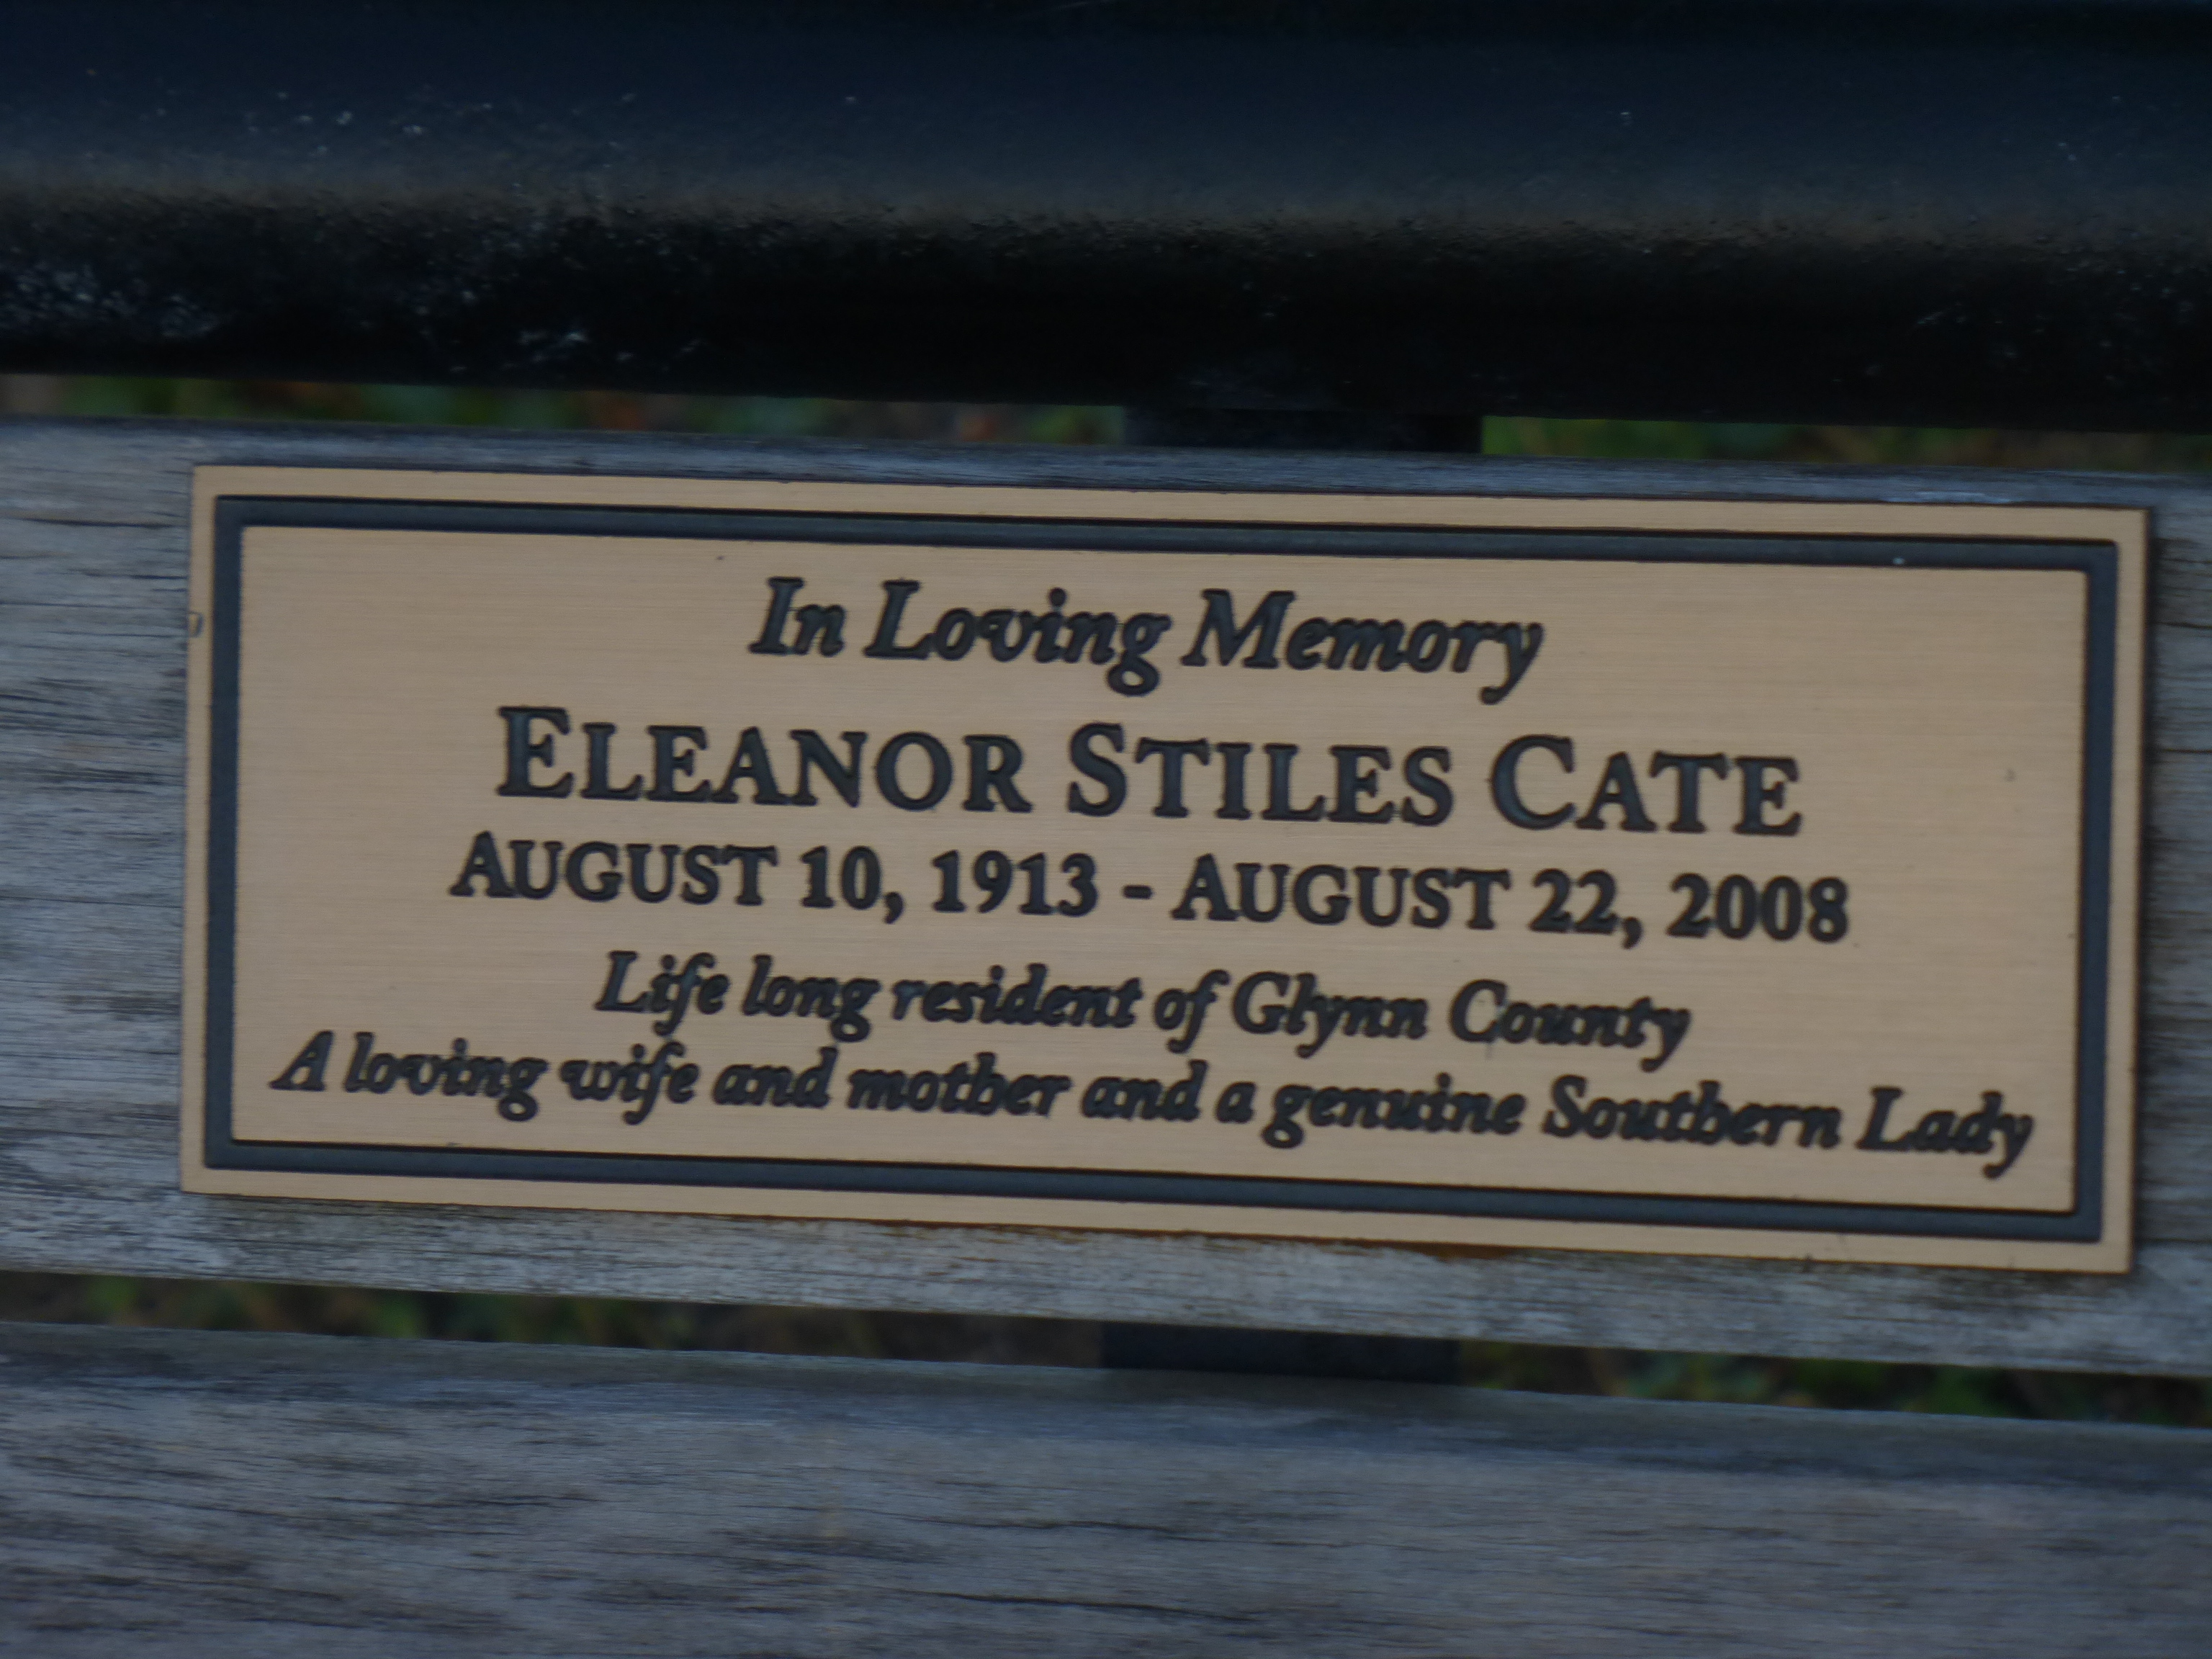 In Loving Memory
ELEANOR STILES CATE
AUGUST 10, 1913 - AUGUST 22, 2008
Life long resident of Glynn County
A loving wife and mother and a genuine Southern Lady